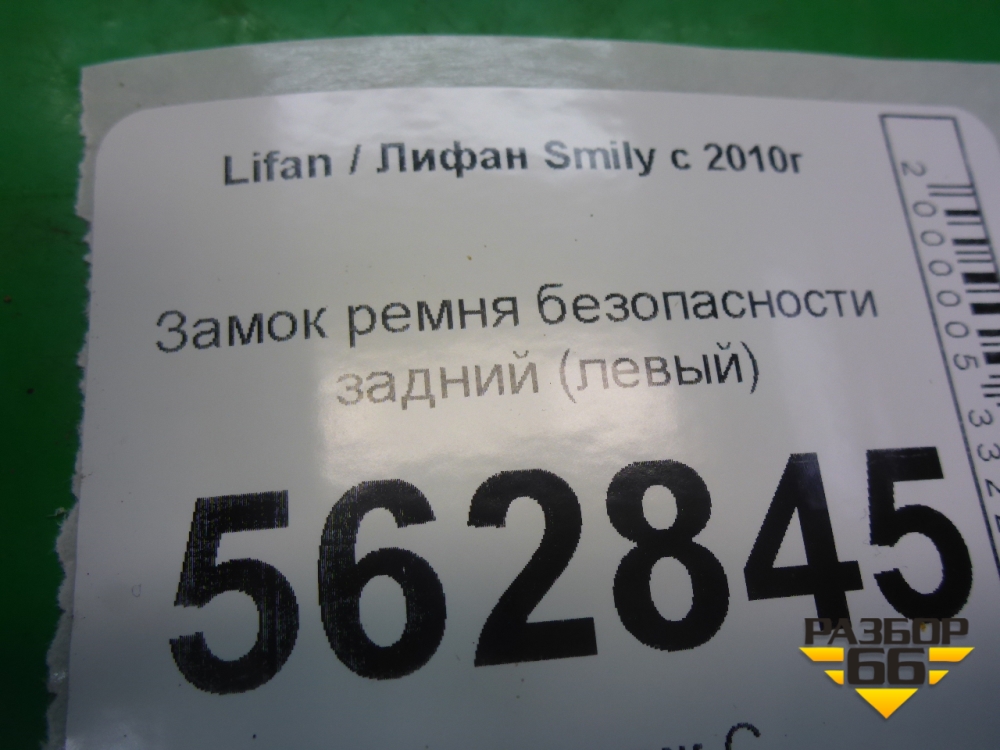 Lifan / Лифан Smily с 2010г
Замок ремня безопасности
задний (левый)
562845
РАЗБОР
66